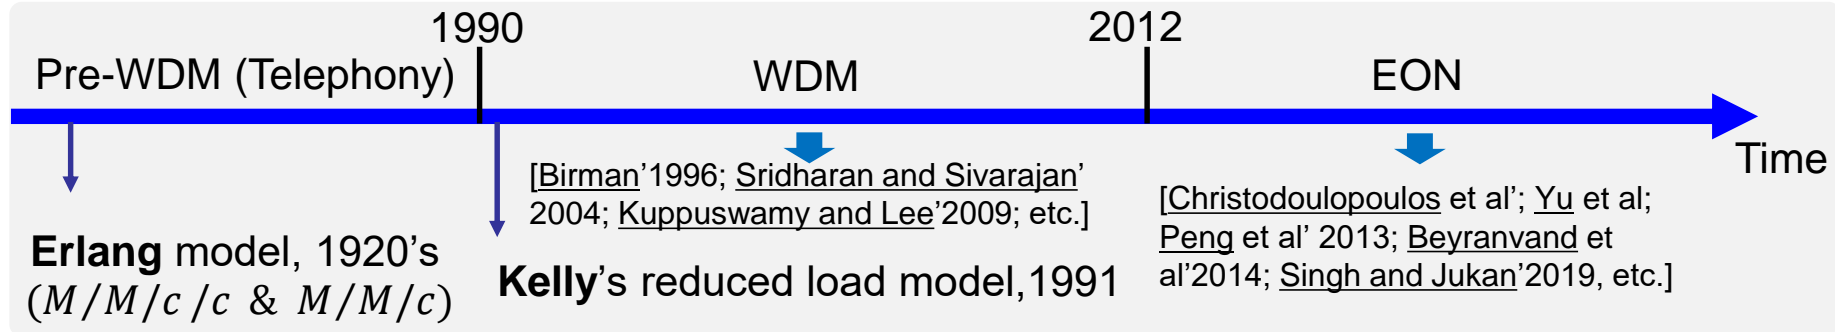 1990
2012
Pre-WDM (Telephony)
WDM
EON
Time
[Birman’1996; Sridharan and Sivarajan’
2004; Kuppuswamy and Lee’2009; etc.]
[Christodoulopoulos et al’; Yu et al;
Peng et al’ 2013; Beyranvand et
al’2014; Singh and Jukan’2019, etc.]
Erlang model, 1920’s
(M/M/c /c & M/M/c)
Kelly’s reduced load model,1991